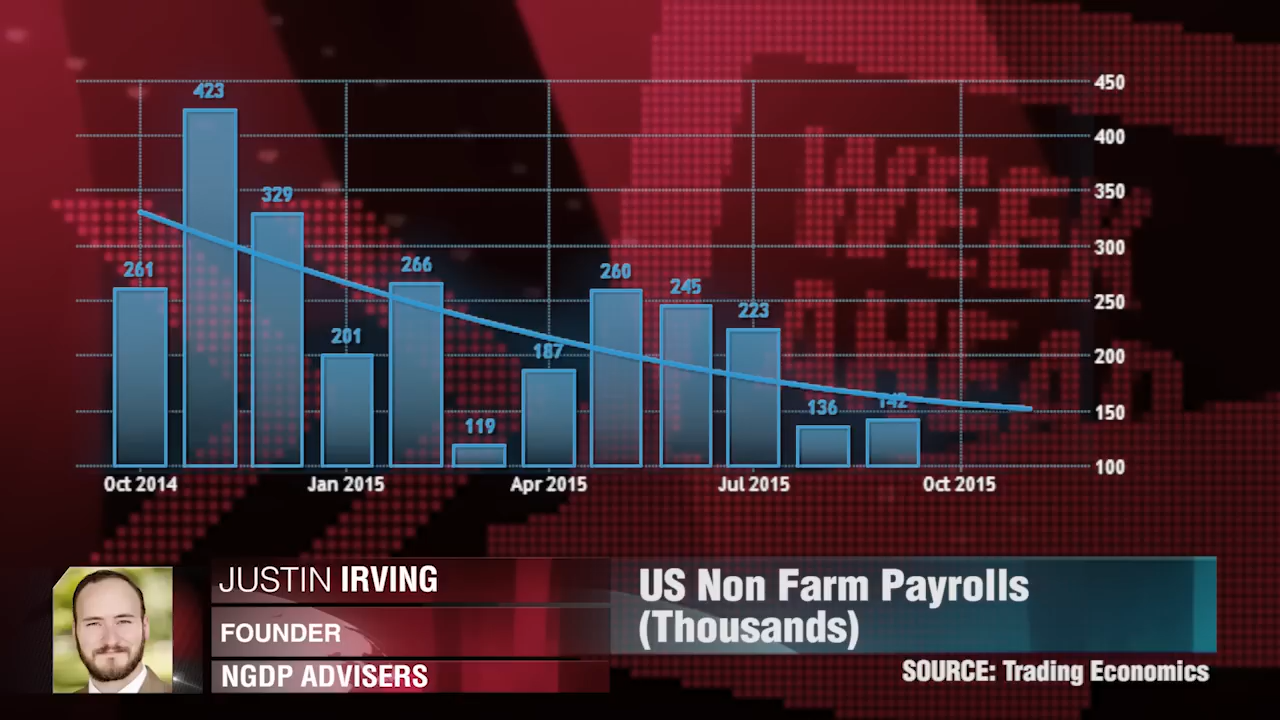 423
329
261
266
260
245
223
201
187
136
142
119
450
400
350
300
250
200
150
100
Oct 2014
Jan 2015
Apr 2015
Jul 2015
Oct 2015
JUSTIN IRVING
FOUNDER
NGDP ADVISERS
US Non Farm Payrolls
(Thousands)
SOURCE: Trading Economics